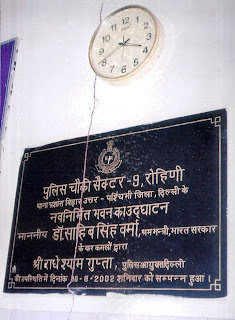 पुलिस चौकी सैक्टर-9, रोहिणी
थाना प्रशांत बिहार उत्तर - पश्चिमी जिला, दिल्ली के
नवनिर्मित भवन का उद्घाटन
माननीय डॉ.साहिब सिंह वर्मा, श्रम मन्त्री, भारत सरकार
के कर कमलों द्वारा
श्री राधे श्याम गुप्ता, पुलिस आयुक्त दिल्ली
की उपस्थिति में दिनांक -8-2002 शनिवार को सम्पन्न हुआ ।